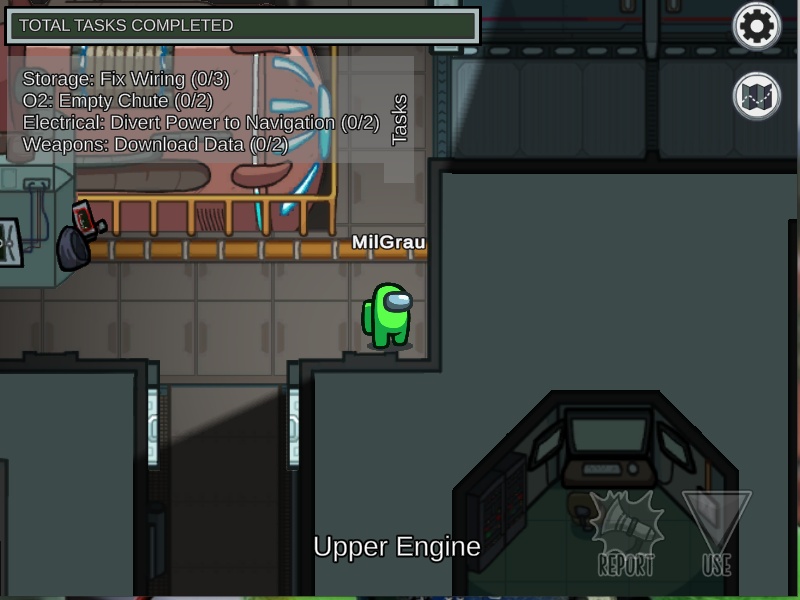 TOTAL TASKS COMPLETED
Storage: Fix Wiring (0/3)
O2: Empty Chute (0/2)
Electrical: Divert Power to Navigation (0/2)
Weapons: Download Data (0/2)
Tasks
MilGrau
Upper Engine
REPORT
USE